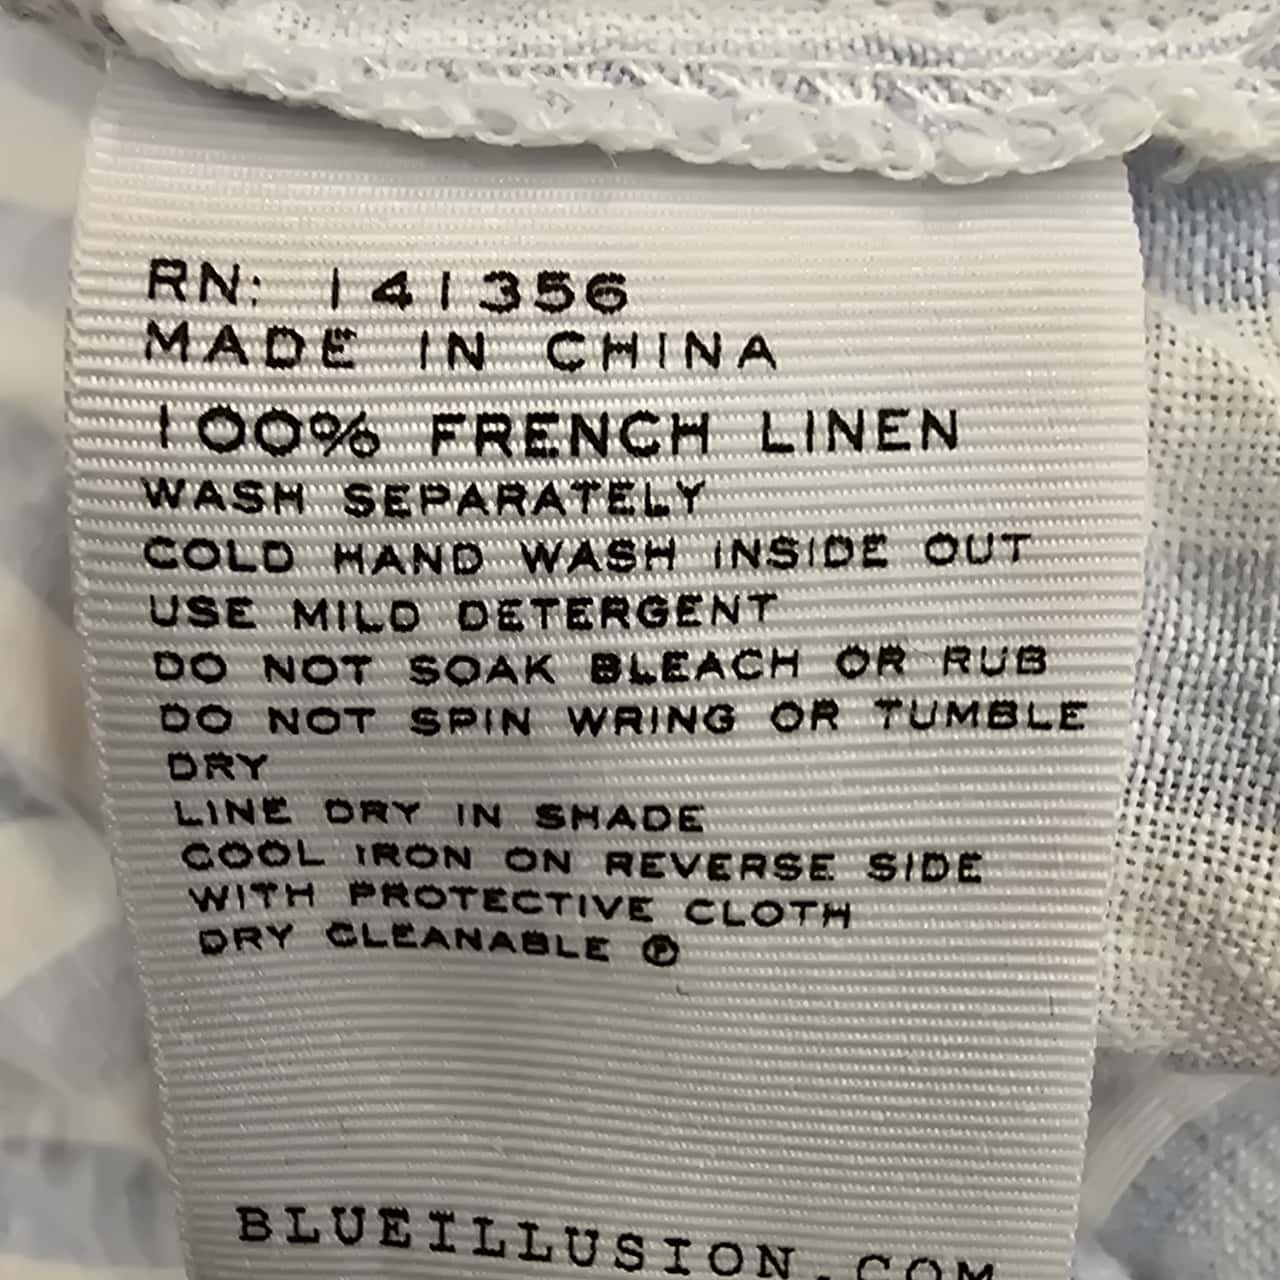 RN: 141356
MADE IN CHINA
100% FRENCH LINEN
WASH SEPARATELY
COLD HAND WASH INSIDE OUT
USE MILD DETERGENT
DO NOT SOAK BLEACH OR RUB
DO NOT SPIN WRING OR TUMBLE
DRY
LINE DRY IN SHADE
COOL IRON ON REVERSE SIDE
WITH PROTECTIVE CLOTH
DRY CLEANABLE Ⓟ
BLUEILLUSION.COM